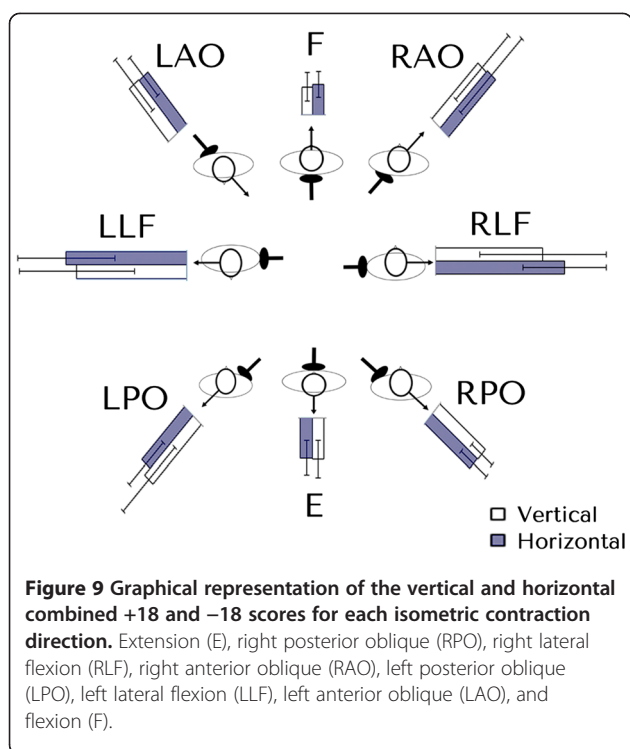 LAO
F
RAO
LLF
RLF
LPO
E
RPO
Vertical
Horizontal
Figure 9 Graphical representation of the vertical and horizontal
combined +18 and −18 scores for each isometric contraction
direction. Extension (E), right posterior oblique (RPO), right lateral
flexion (RLF), right anterior oblique (RAO), left posterior oblique
(LPO), left lateral flexion (LLF), left anterior oblique (LAO), and
flexion (F).